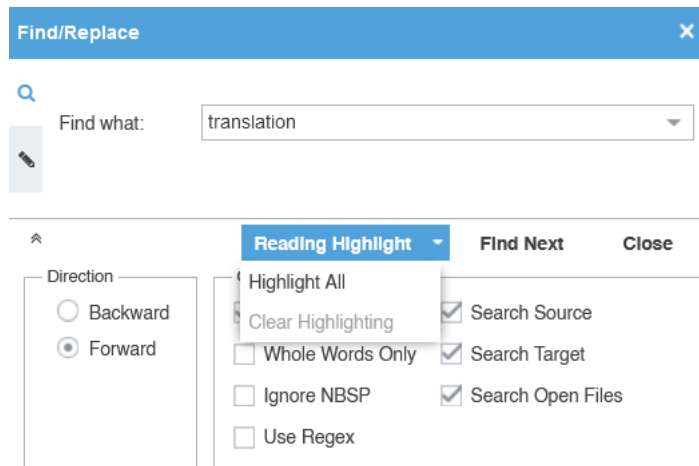 Find/Replace
Find what:
translation
Reading Highlight
Find Next
Close
Highlight All
Clear Highlighting
Direction
Backward
Forward
Search Source
Whole Words Only
Search Target
Ignore NBSP
Search Open Files
Use Regex